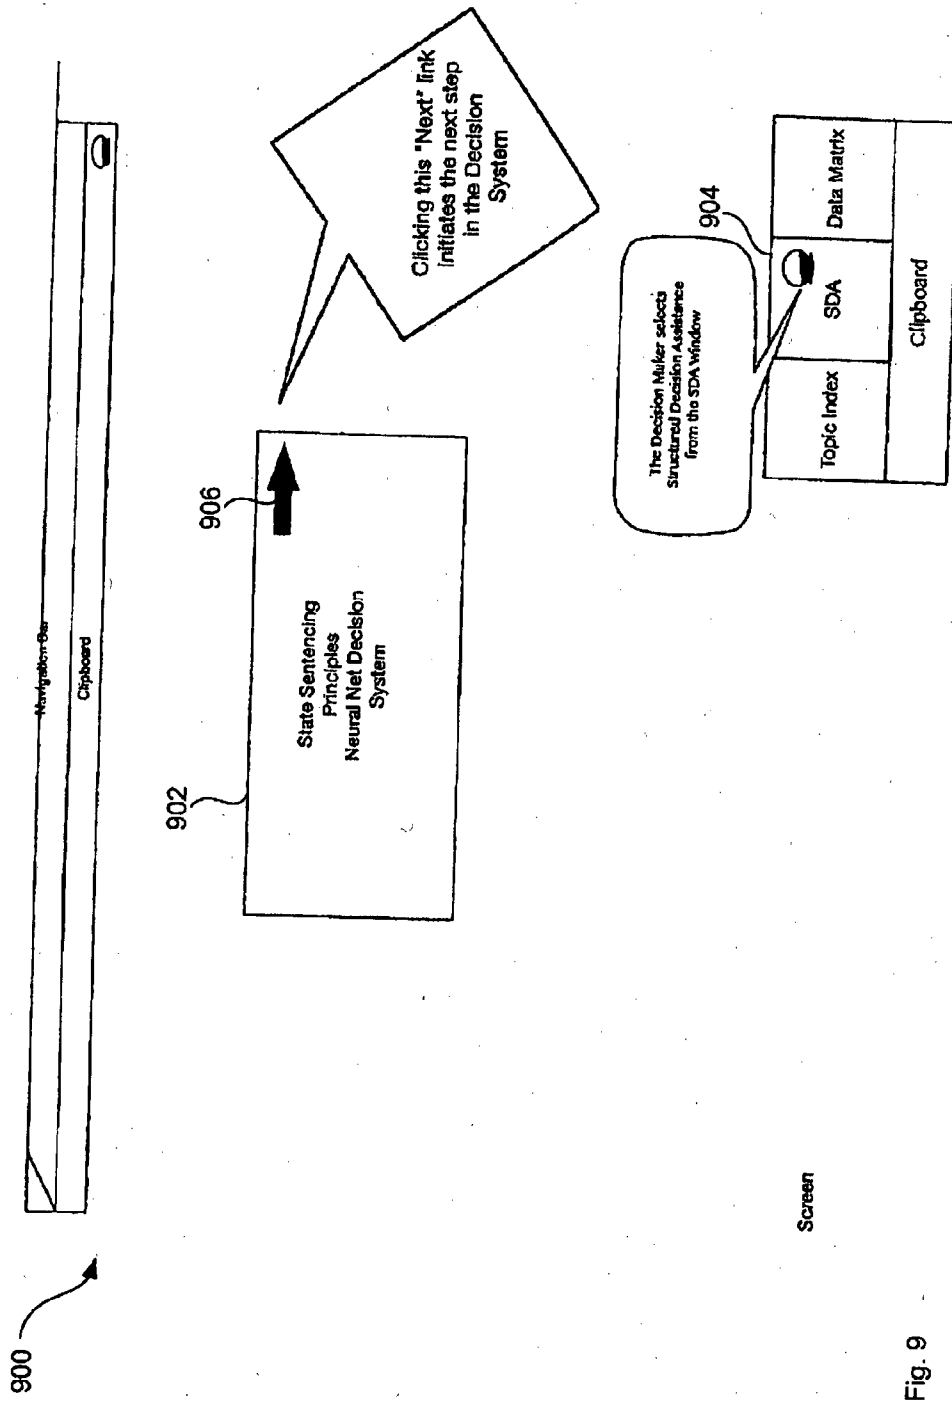 900
Navigation Bar
Clipboard
902
906
State Sentencing
Principles
Neural Net Decision
System
Clicking this "Next" link
initiates the next step
in the Decision
System
The Decision Maker selects
Structured Decision Assistance
from the SDA Window
904
Topic Index
SDA
Data Matrix
Clipboard
Screen
Fig. 9